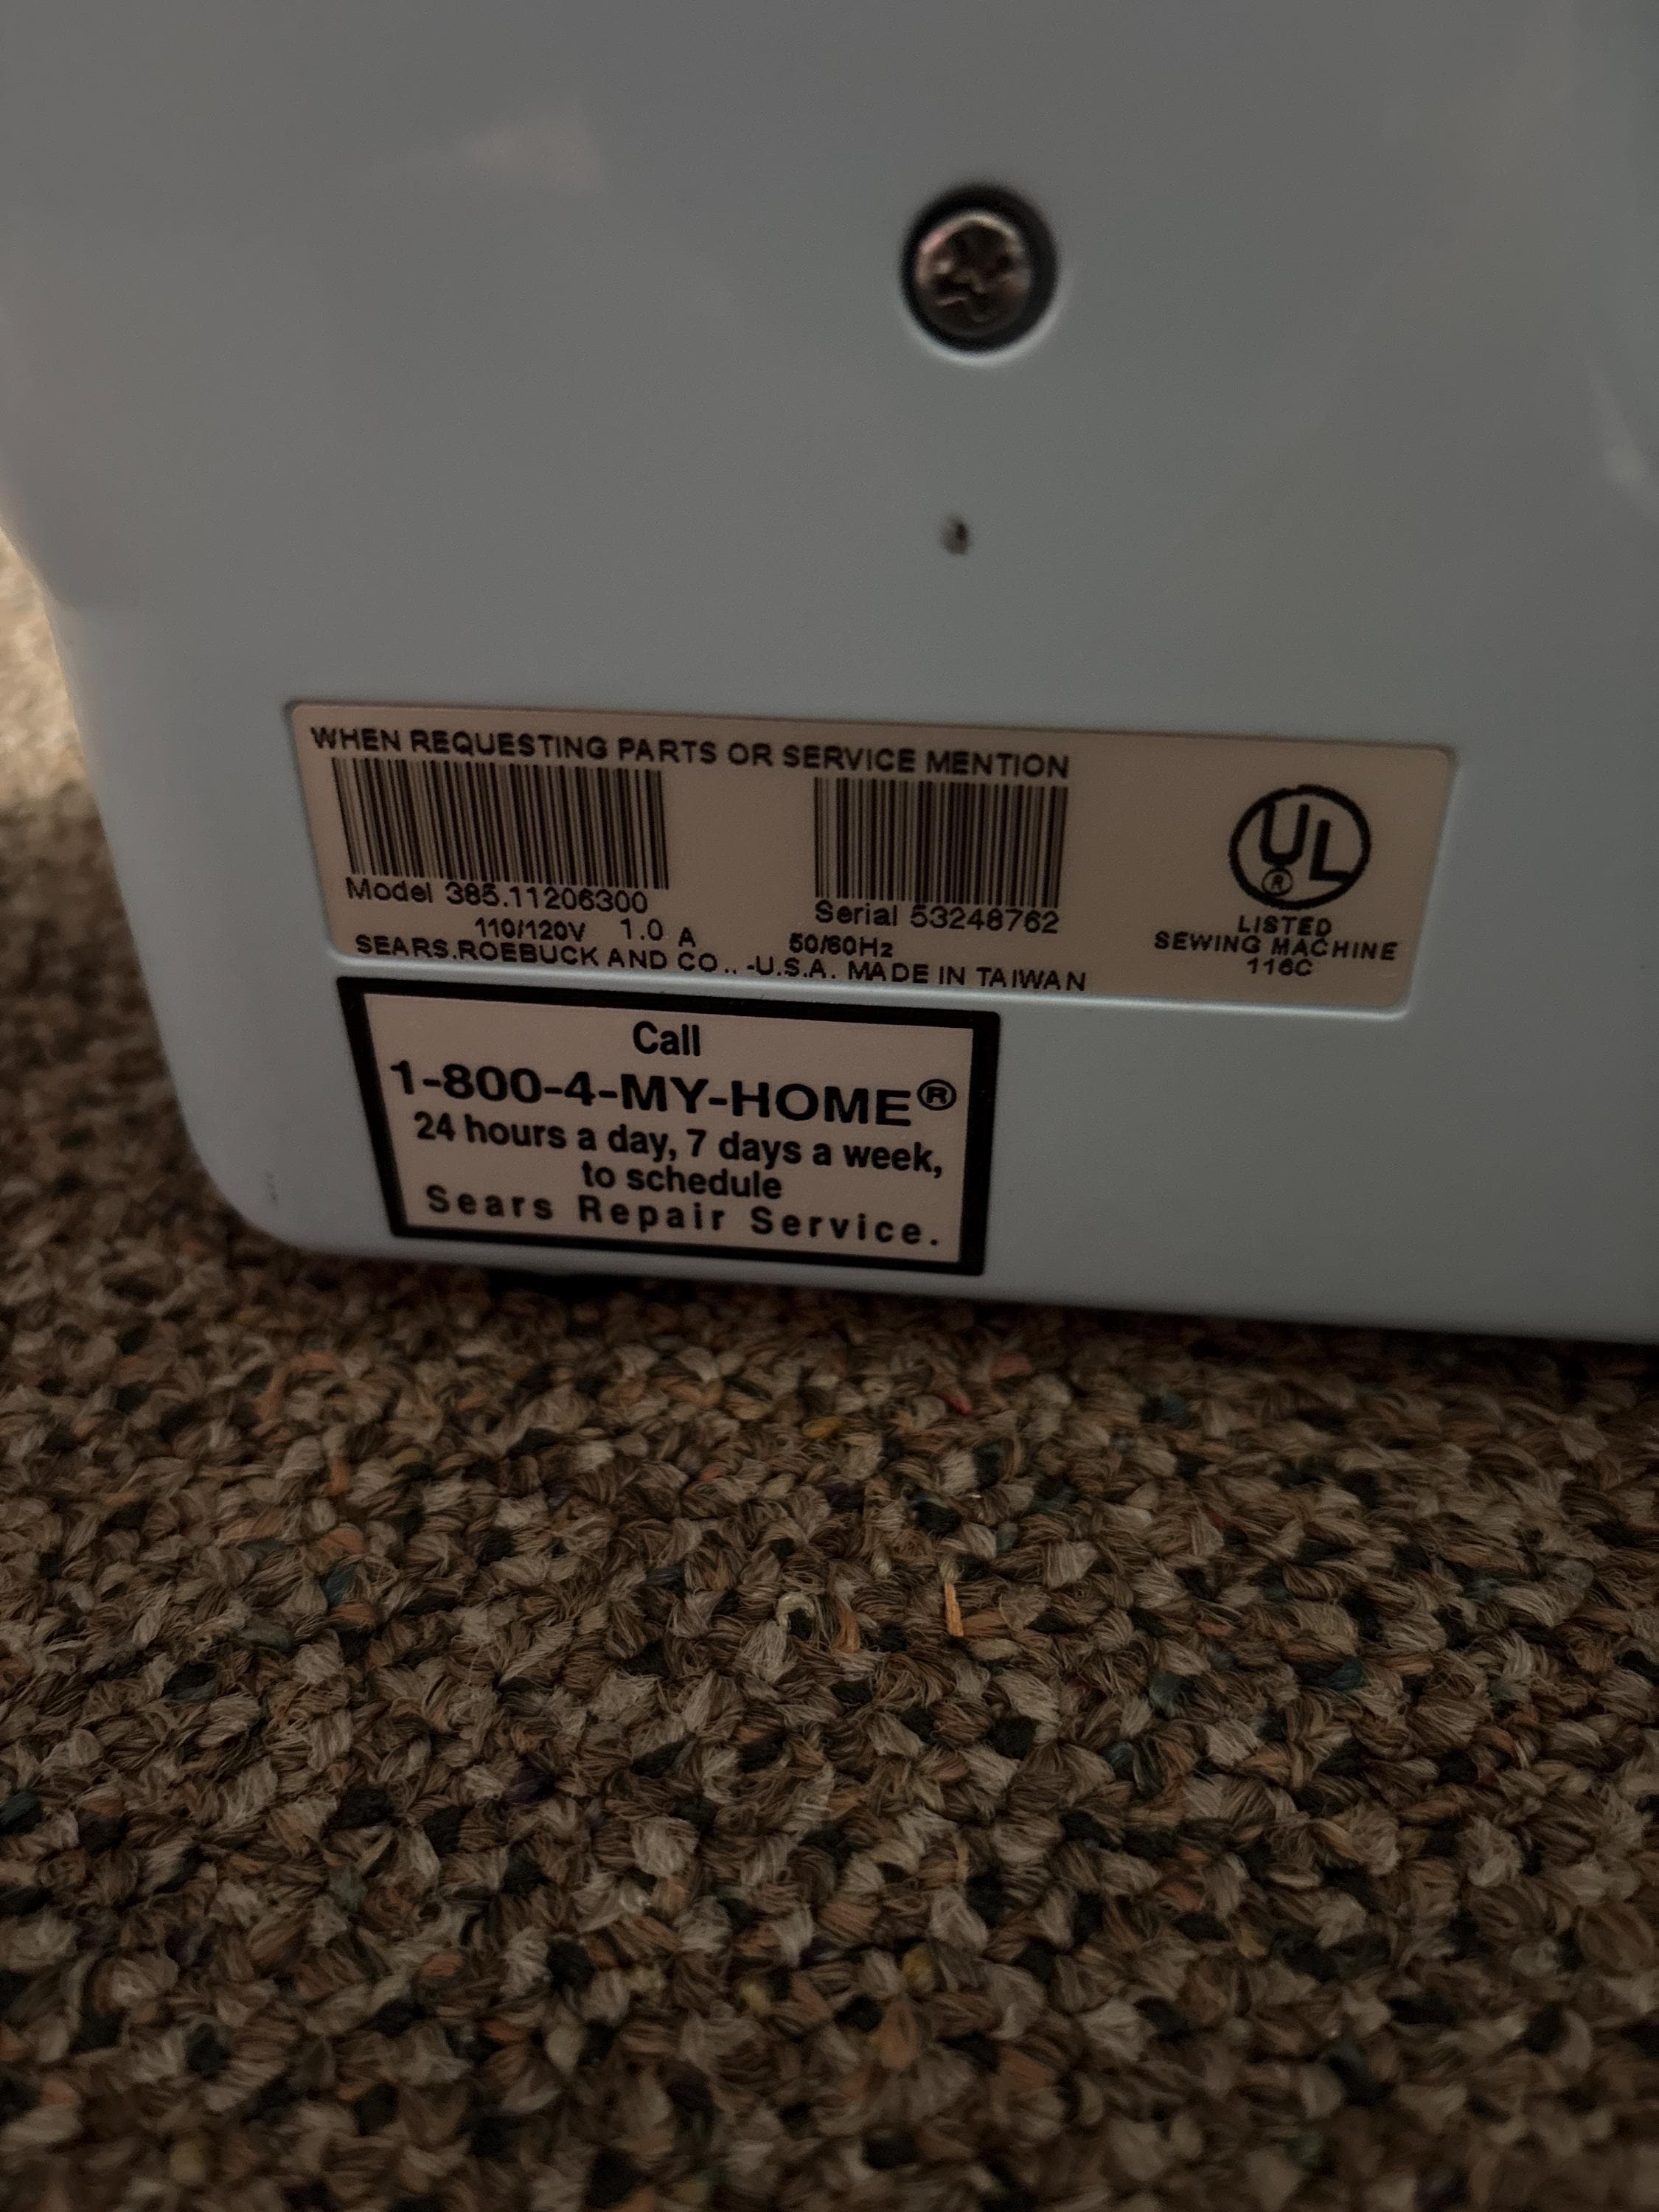 WHEN REQUESTING PARTS OR SERVICE MENTION
Model 385.11206300
Serial 53248762
110/120V 1.0 A 50/60Hz
SEARS.ROEBUCK AND CO.. -U.S.A. MADE IN TAIWAN
UL
®
LISTED
SEWING MACHINE
116C
Call
1-800-4-MY-HOME®
24 hours a day, 7 days a week,
to schedule
Sears Repair Service.